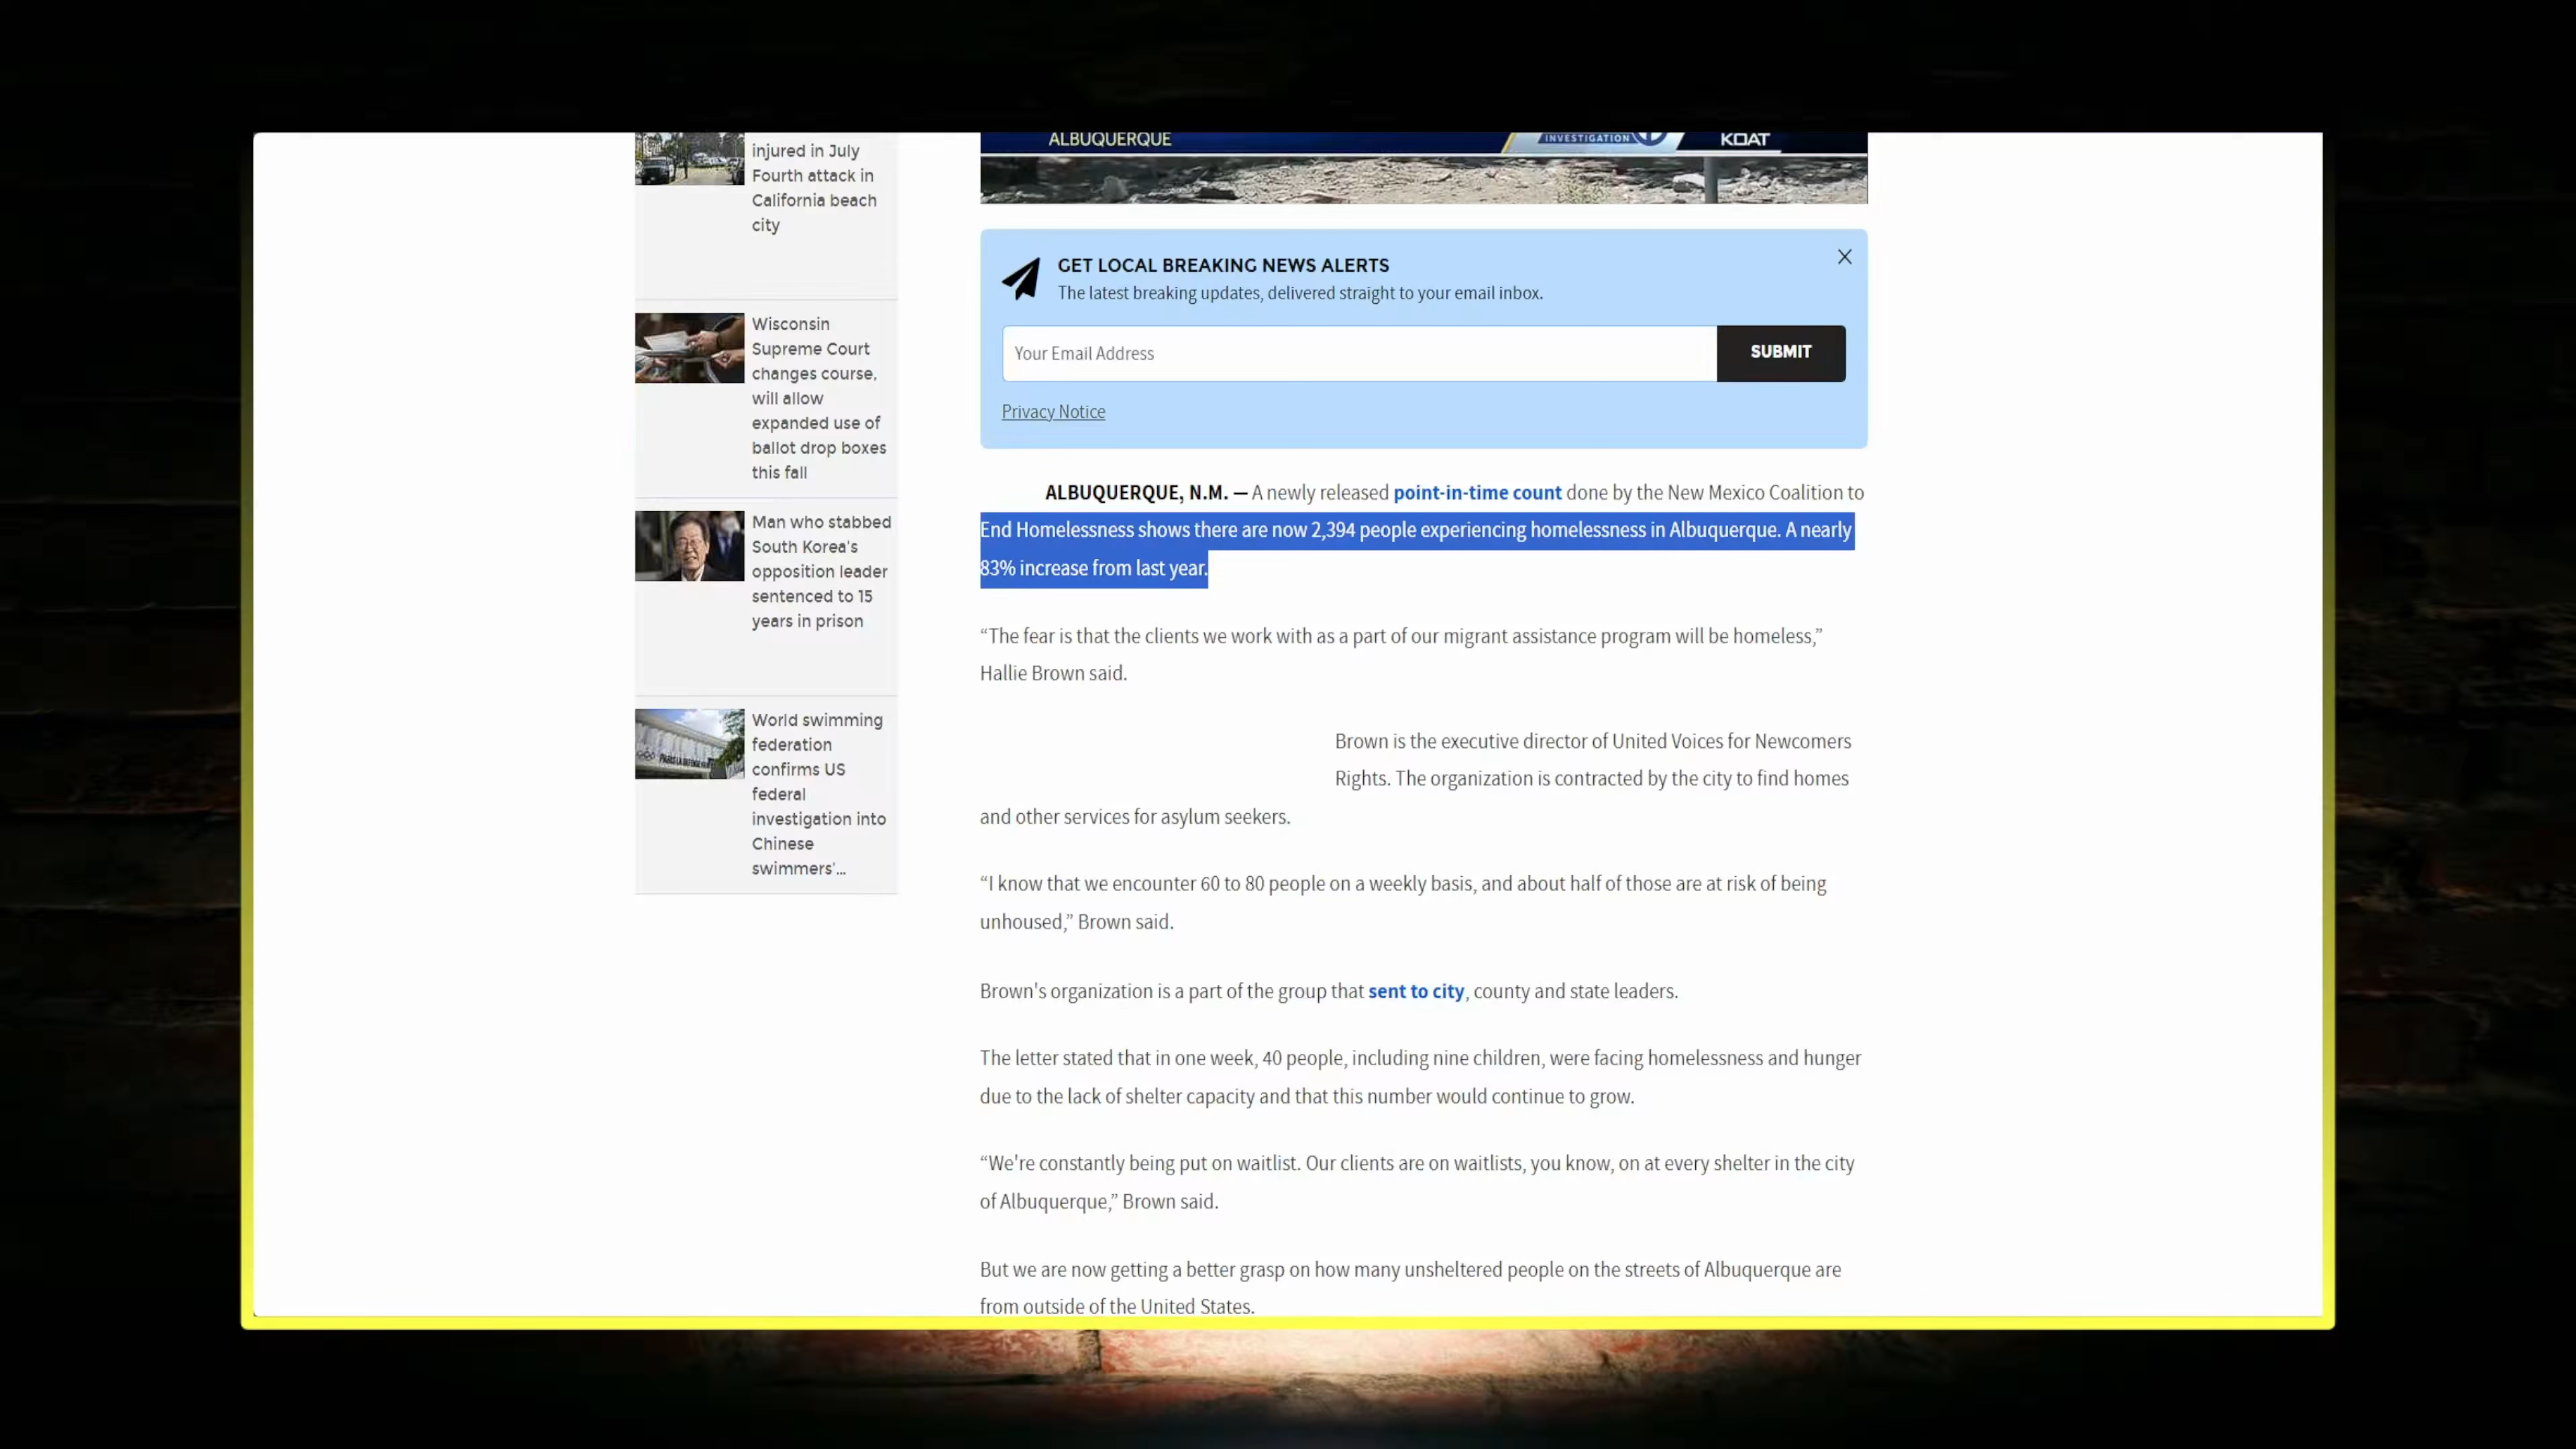 injured in July
Fourth attack in
California beach
city
Wisconsin
Supreme Court
changes course,
will allow
expanded use of
ballot drop boxes
this fall
Man who stabbed
South Korea's
opposition leader
sentenced to 15
years in prison
World swimming
federation
confirms US
federal
investigation into
Chinese
swimmers'...
ALBUQUERQUE
INVESTIGATION
KOAT
GET LOCAL BREAKING NEWS ALERTS
The latest breaking updates, delivered straight to your email inbox.
Your Email Address
SUBMIT
Privacy Notice
ALBUQUERQUE, N.M. — A newly released point-in-time count done by the New Mexico Coalition to
End Homelessness shows there are now 2,394 people experiencing homelessness in Albuquerque. A nearly
83% increase from last year.
“The fear is that the clients we work with as a part of our migrant assistance program will be homeless,”
Hallie Brown said.
Brown is the executive director of United Voices for Newcomers
Rights. The organization is contracted by the city to find homes
and other services for asylum seekers.
“I know that we encounter 60 to 80 people on a weekly basis, and about half of those are at risk of being
unhoused,” Brown said.
Brown's organization is a part of the group that sent to city, county and state leaders.
The letter stated that in one week, 40 people, including nine children, were facing homelessness and hunger
due to the lack of shelter capacity and that this number would continue to grow.
“We're constantly being put on waitlist. Our clients are on waitlists, you know, on at every shelter in the city
of Albuquerque,” Brown said.
But we are now getting a better grasp on how many unsheltered people on the streets of Albuquerque are
from outside of the United States.